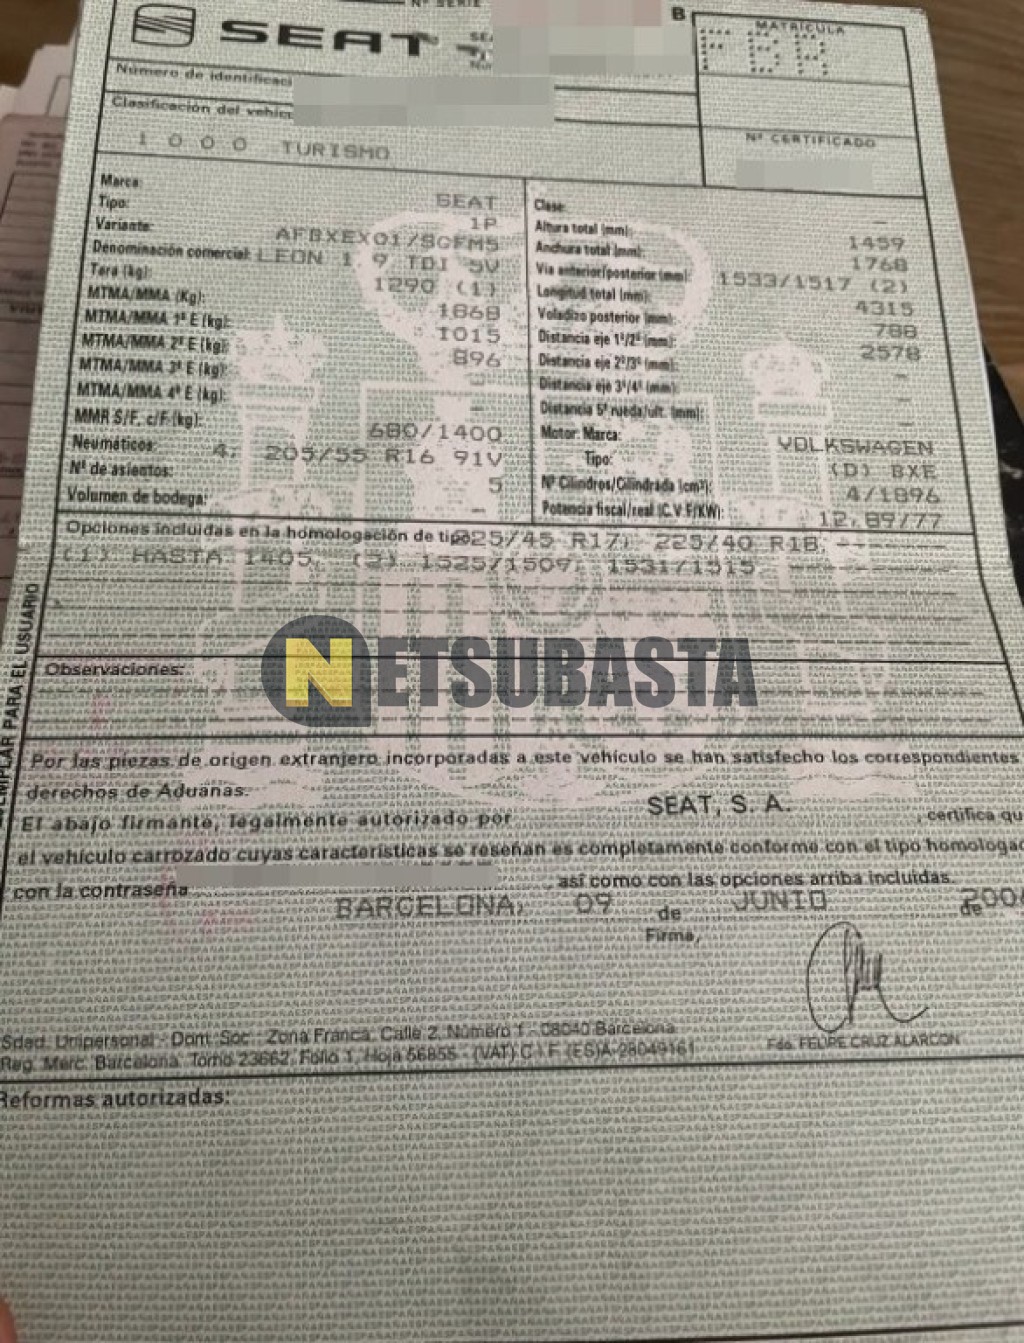 Nº SERIE
SEAT
B
MATRICULA
FBR
Número de identificaci
Clasificación del vehícu
1000 TURISMO
Nº CERTIFICADO
Marca: SEAT
Tipo: 1P
Variante: AFBXEX01/SGFM5
Denominación comercial: LEON 1 9 TDI 5V
Tara (kg): 1290 (1)
MTMA/MMA (Kg): 1868
MTMA/MMA 1º E (kg): 1015
MTMA/MMA 2º E (kg): 896
MTMA/MMA 3º E (kg):
MTMA/MMA 4º E (kg): -
MMR S/F, c/F (kg): 680/1400
Neumáticos: 4, 205/55 R16 91V
Nº de asientos: 5
Volumen de bodega: -
Clase: -
Altura total (mm): 1459
Anchura total (mm): 1768
Via anterior/posterior (mm): 1533/1517 (2)
Longitud total (mm): 4315
Voladizo posterior (mm): 788
Distancia eje 1º/2º (mm): 2578
Distancia eje 2º/3º (mm): -
Distancia eje 3º/4º (mm):
Distancia 5ª rueda/ult. (mm): -
Motor: Marca: VOLKSWAGEN
Tipo: (D) BXE
Nº Cilindros/Cilindrada (cm³): 4/1896
Potencia fiscal/real (C.V.F/KW): 12,89/77
Opciones incluidas en la homologación de tipo: 225/45 R17, 225/40 R18,
(1) HASTA 1405, (2) 1525/1509, 1531/1515
EJEMPLAR PARA EL USUARIO
NETSUBASTA
Observaciones:
Por las piezas de origen extranjero incorporadas a este vehículo se han satisfecho los correspondientes
derechos de Aduanas.
El abajo firmante, legalmente autorizado por SEAT, S. A. , certifica qu
el vehículo carrozado cuyas características se reseñan es completamente conforme con el tipo homologad
con la contraseña , así como con las opciones arriba incluidas.
BARCELONA, 09 de JUNIO de 200
Firma,
Sdad. Unipersonal - Dom. Soc - Zona Franca, Calle 2, Número 1 - 08040 Barcelona
Reg. Merc. Barcelona, Tomo 23662, Folio 1, Hoja 56855 - (VAT) C.I.F. (ES)A-28049161
Fdo. FELIPE CRUZ ALARCON
Reformas autorizadas: